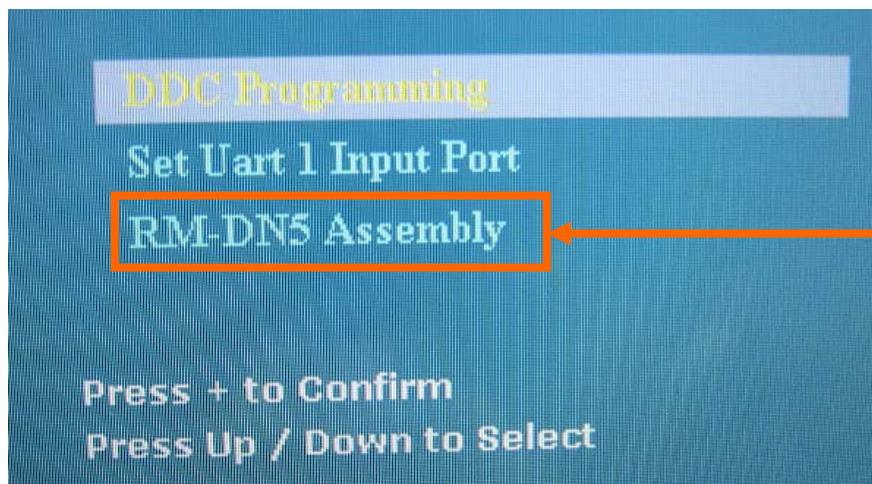 DDC Programming
Set Uart 1 Input Port
RM-DN5 Assembly
Press + to Confirm
Press Up / Down to Select